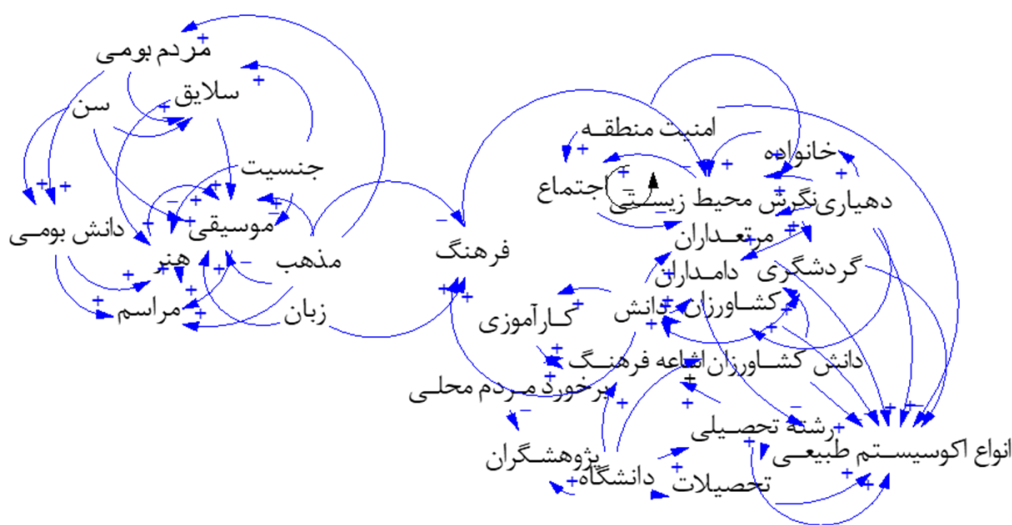 مردم بومی
سلایق
سن
جنسیت
دانش بومی
موسیقی
هنر
مذهب
مراسم
زبان
فرهنگ
امنیت منطقه
خانواده
اجتماع
نگرش محیط زیستی
دهیاری
مرتعداران
دامداران
گردشگری
کشاورزان
دانش
کارآموزی
دانش کشاورزان
اشاعه فرهنگ
برخورد مردم محلی
رشته تحصیلی
انواع اکوسیستم طبیعی
پژوهشگران
دانشگاه
تحصیلات